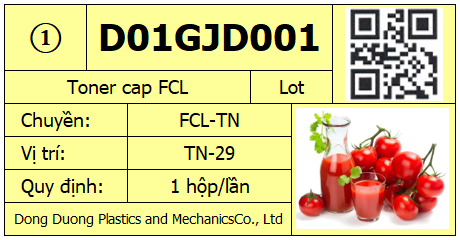 ① D01GJD001
Toner cap FCL Lot
Chuyền: FCL-TN
Vị trí: TN-29
Quy định: 1 hộp/lần
Dong Duong Plastics and MechanicsCo., Ltd